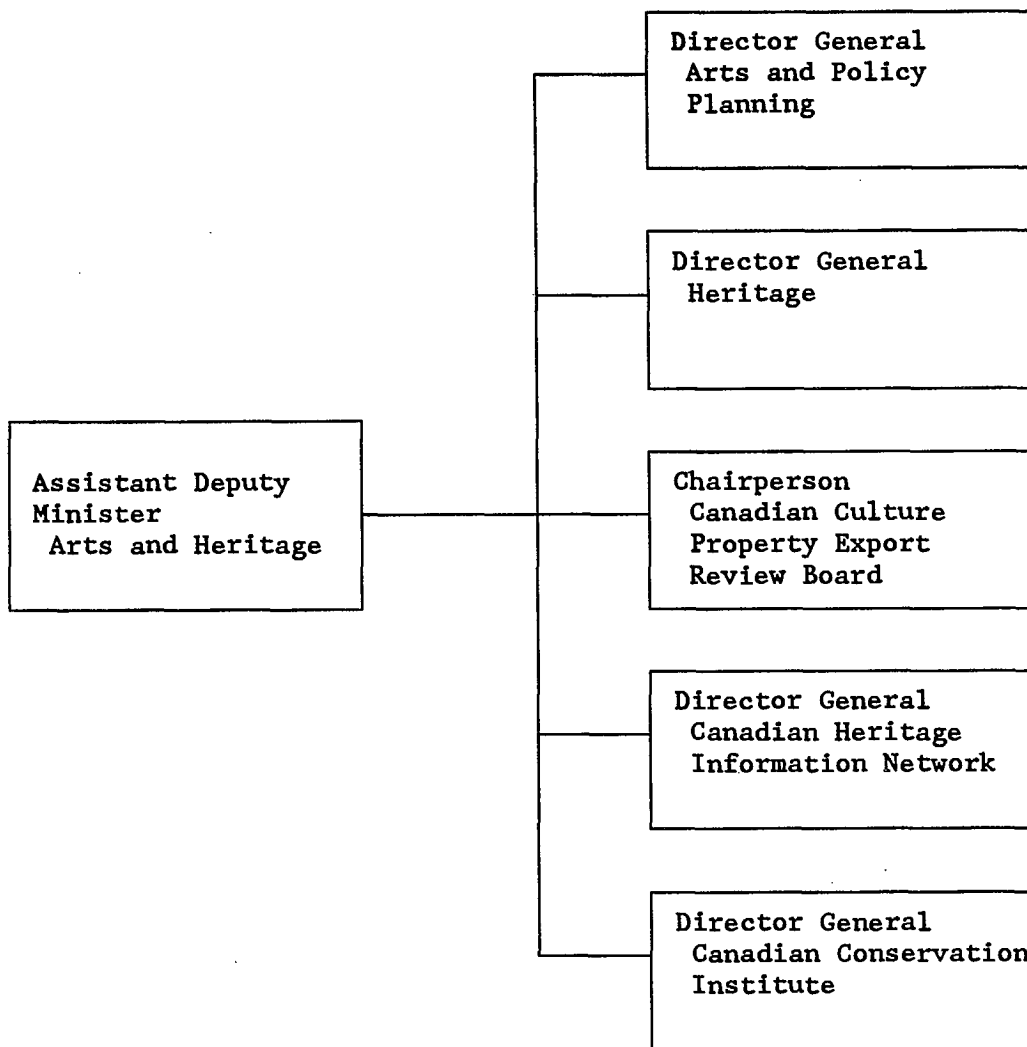 Director General
Arts and Policy
Planning
Director General
Heritage
Assistant Deputy
Minister
Arts and Heritage
Chairperson
Canadian Culture
Property Export
Review Board
Director General
Canadian Heritage
Information Network
Director General
Canadian Conservation
Institute